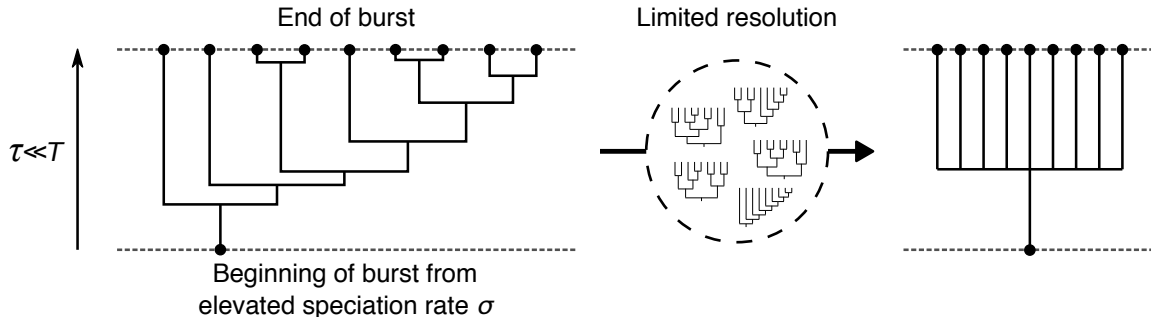 End of burst
Limited resolution
τ≪T
Beginning of burst from
elevated speciation rate σ